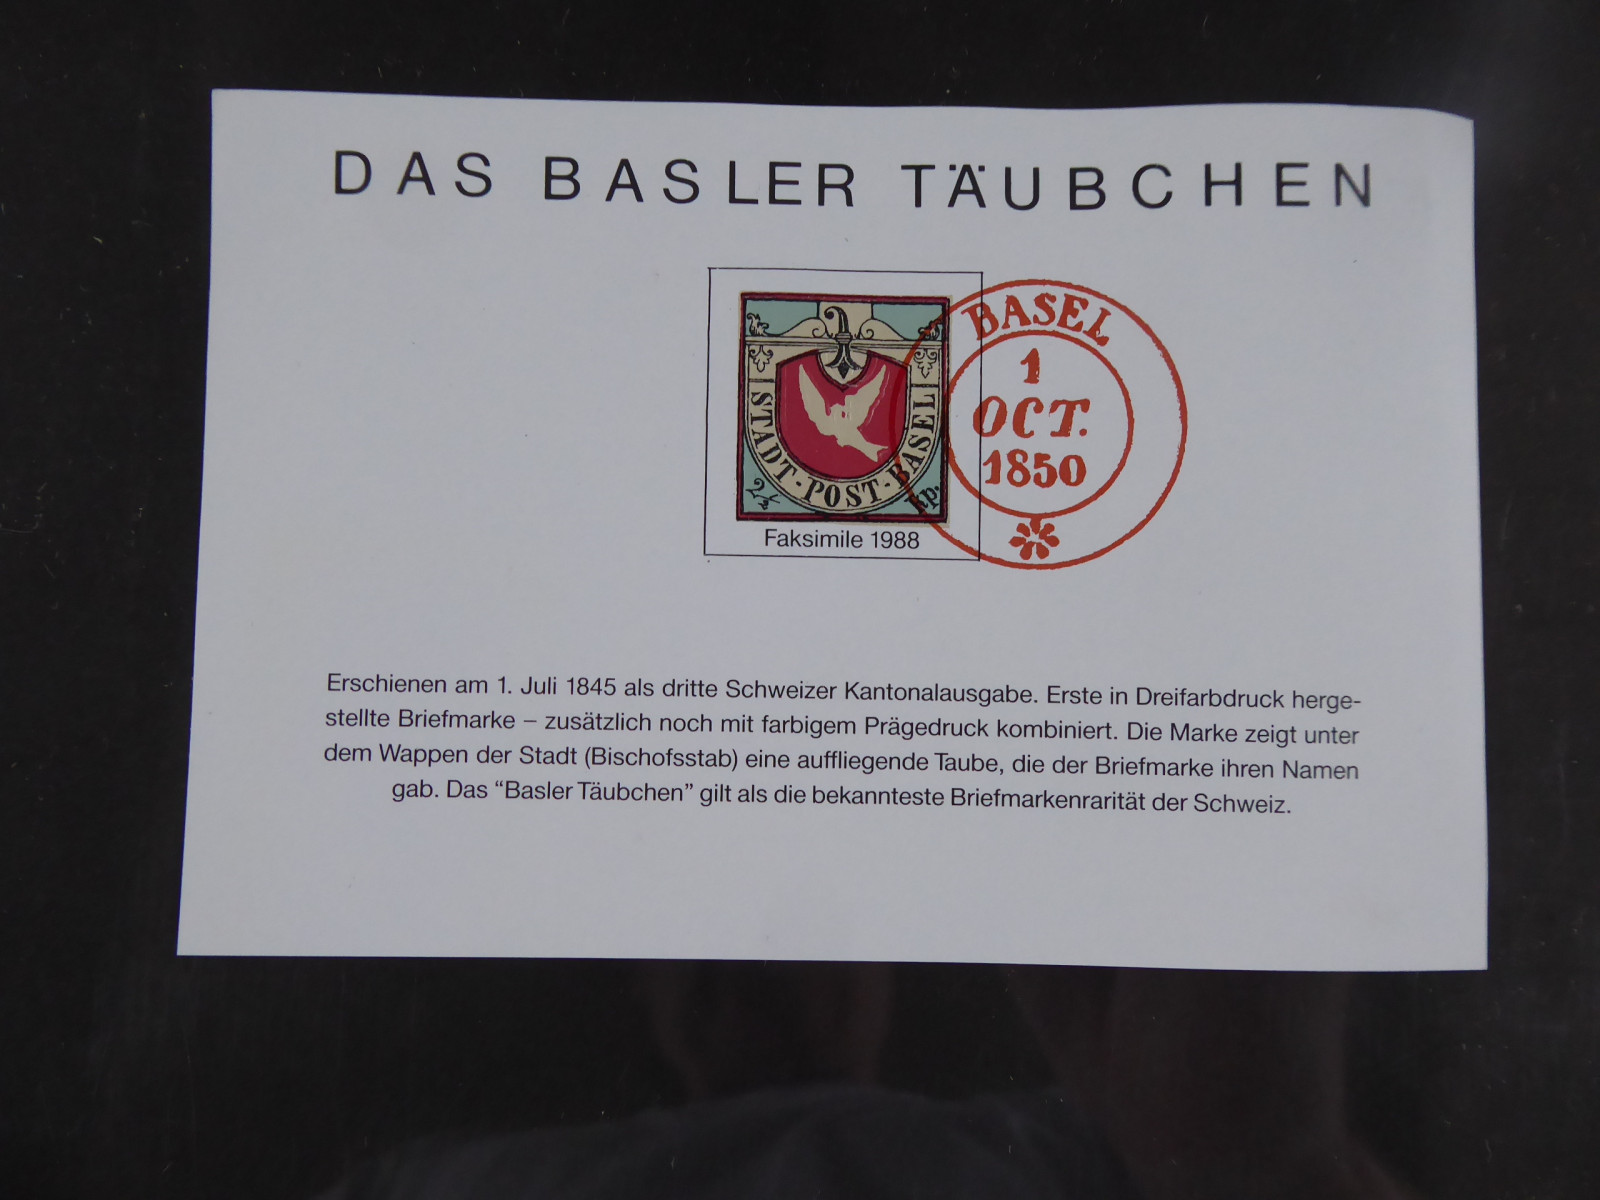 DAS BASLER TÄUBCHEN
STADT-POST-BASEL
2½ Rp.
Faksimile 1988
BASEL
1
OCT.
1850
Erschienen am 1. Juli 1845 als dritte Schweizer Kantonalausgabe. Erste in Dreifarbdruck herge-
stellte Briefmarke – zusätzlich noch mit farbigem Prägedruck kombiniert. Die Marke zeigt unter
dem Wappen der Stadt (Bischofsstab) eine auffliegende Taube, die der Briefmarke ihren Namen
gab. Das “Basler Täubchen” gilt als die bekannteste Briefmarkenrarität der Schweiz.